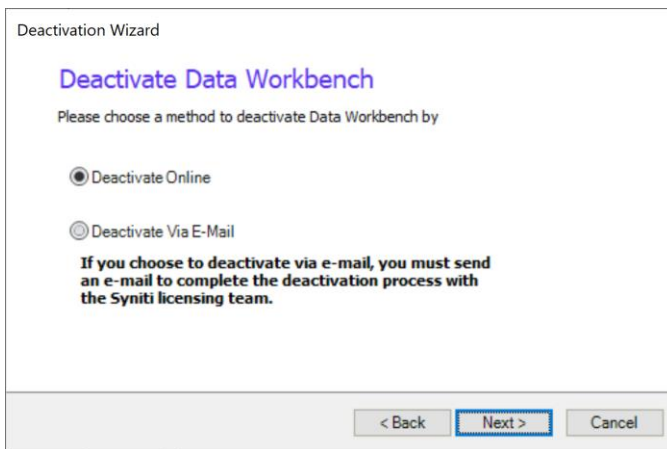 Deactivation Wizard
Deactivate Data Workbench
Please choose a method to deactivate Data Workbench by
Deactivate Online
Deactivate Via E-Mail
If you choose to deactivate via e-mail, you must send
an e-mail to complete the deactivation process with
the Syniti licensing team.
< Back Next > Cancel